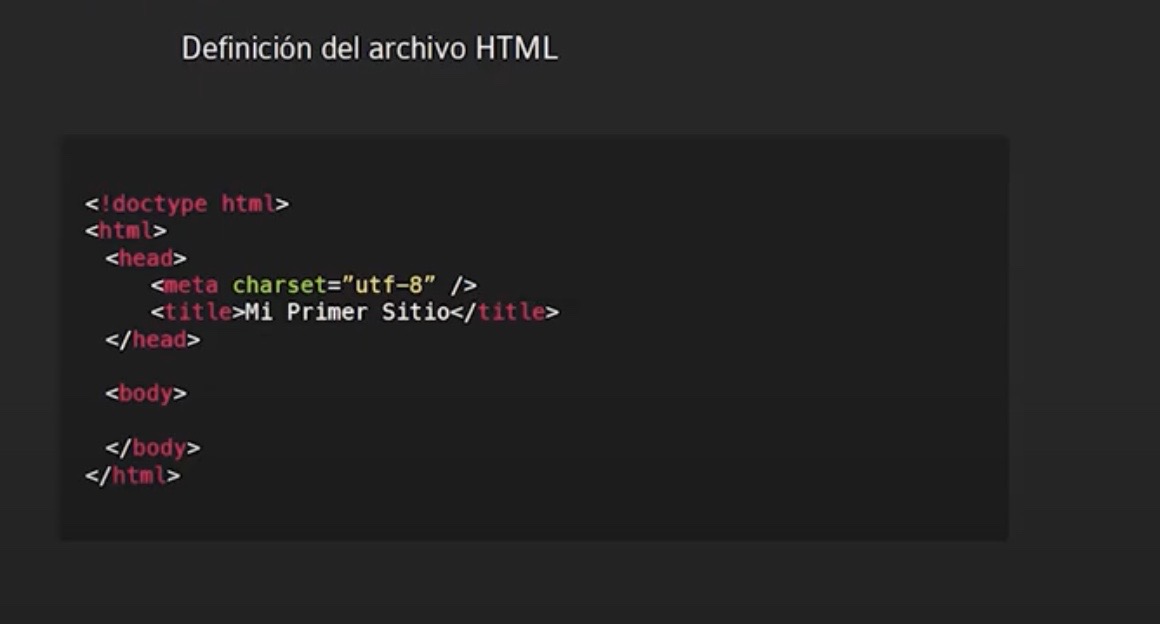 Definición del archivo HTML
<!doctype html>
<html>
<head>
<meta charset=”utf-8” />
<title>Mi Primer Sitio</title>
</head>
<body>
</body>
</html>